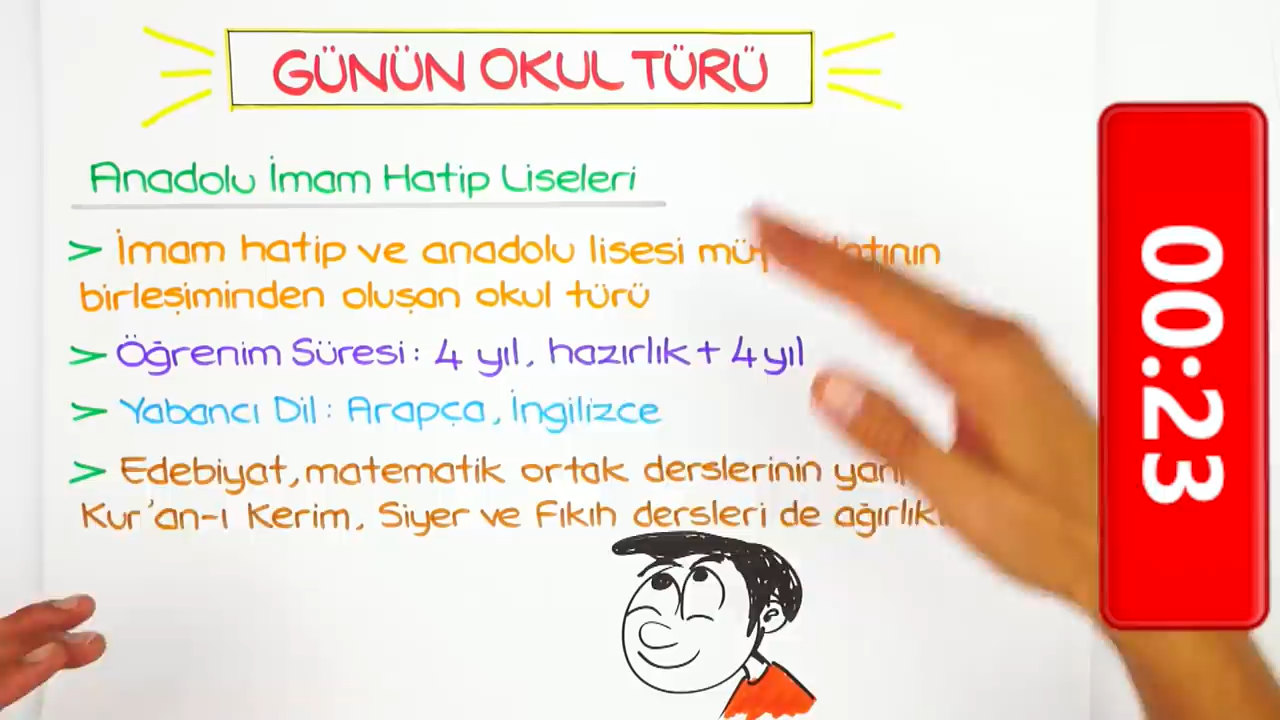 GÜNÜN OKUL TÜRÜ
Anadolu İmam Hatip Liseleri
> İmam hatip ve anadolu lisesi
birleşiminden oluşan okul türü
> Öğrenim Süresi: 4 yıl, hazırlık + 4 yıl
> Yabancı Dil: Arapça, İngilizce
> Edebiyat, matematik ortak derslerinin
Kur'an-ı Kerim, Siyer ve Fıkıh dersleri de
00:23